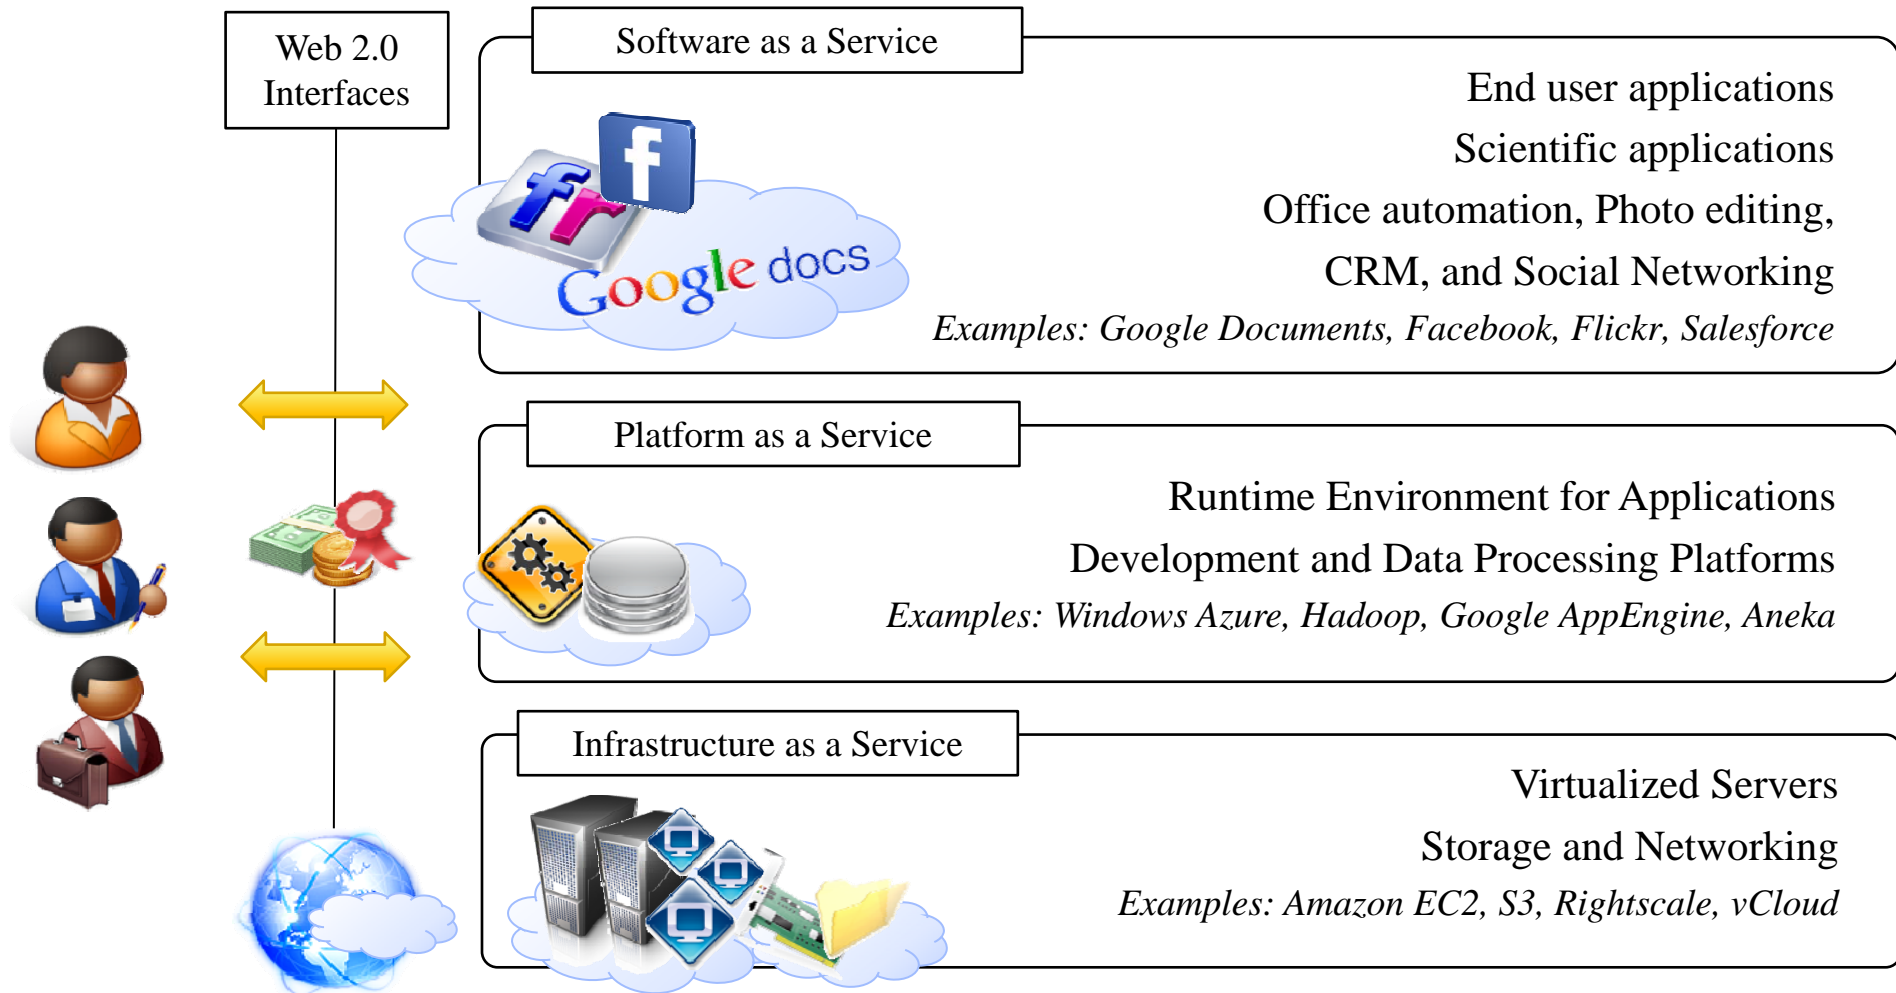 Web 2.0
Interfaces
Software as a Service
End user applications
Scientific applications
Office automation, Photo editing,
CRM, and Social Networking
Examples: Google Documents, Facebook, Flickr, Salesforce
f
fr
Google docs
Platform as a Service
Runtime Environment for Applications
Development and Data Processing Platforms
Examples: Windows Azure, Hadoop, Google AppEngine, Aneka
Infrastructure as a Service
Virtualized Servers
Storage and Networking
Examples: Amazon EC2, S3, Rightscale, vCloud